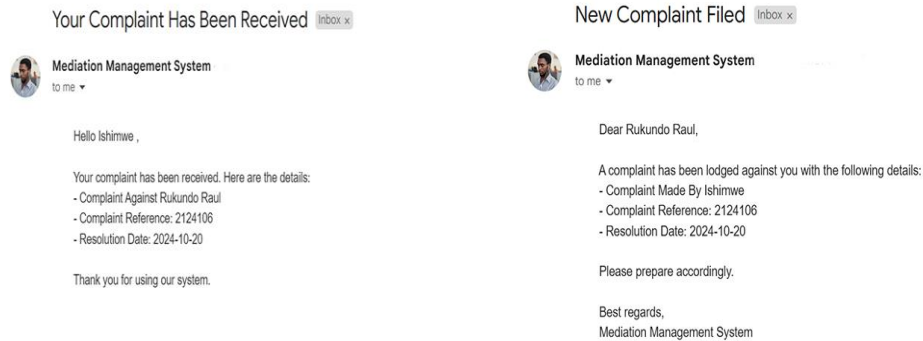 Your Complaint Has Been Received Inbox x
Mediation Management System
to me
Hello Ishimwe ,
Your complaint has been received. Here are the details:
- Complaint Against Rukundo Raul
- Complaint Reference: 2124106
- Resolution Date: 2024-10-20
Thank you for using our system.
New Complaint Filed Inbox x
Mediation Management System
to me
Dear Rukundo Raul,
A complaint has been lodged against you with the following details:
- Complaint Made By Ishimwe
- Complaint Reference: 2124106
- Resolution Date: 2024-10-20
Please prepare accordingly.
Best regards,
Mediation Management System